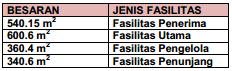 BESARAN JENIS FASILITAS
540.15 m² Fasilitas Penerima
600.6 m² Fasilitas Utama
360.4 m² Fasilitas Pengelola
340.6 m² Fasilitas Penunjang